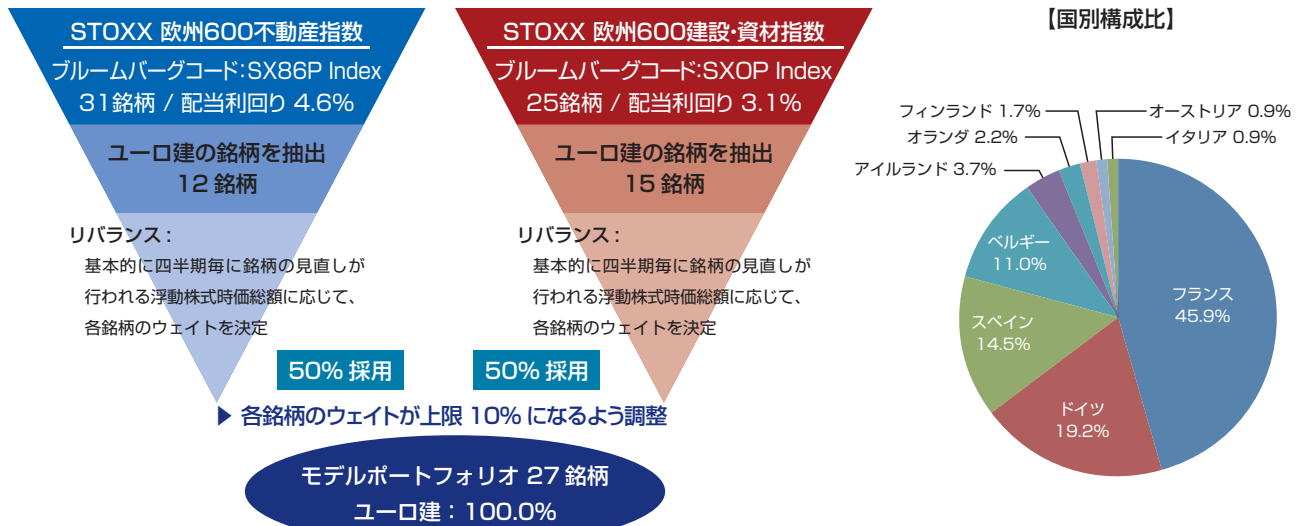 STOXX 欧州600不動産指数
ブルームバーグコード:SX86P Index
31銘柄 / 配当利回り 4.6%
ユーロ建の銘柄を抽出
12 銘柄
リバランス :
基本的に四半期毎に銘柄の見直しが
行われる浮動株式時価総額に応じて、
各銘柄のウェイトを決定
50% 採用
STOXX 欧州600建設・資材指数
ブルームバーグコード:SXOP Index
25銘柄 / 配当利回り 3.1%
ユーロ建の銘柄を抽出
15 銘柄
リバランス :
基本的に四半期毎に銘柄の見直しが
行われる浮動株式時価総額に応じて、
各銘柄のウェイトを決定
50% 採用
▶ 各銘柄のウェイトが上限 10% になるよう調整
モデルポートフォリオ 27 銘柄
ユーロ建：100.0%
【国別構成比】
フィンランド 1.7%
オランダ 2.2%
アイルランド 3.7%
オーストリア 0.9%
イタリア 0.9%
ベルギー
11.0%
フランス
45.9%
スペイン
14.5%
ドイツ
19.2%